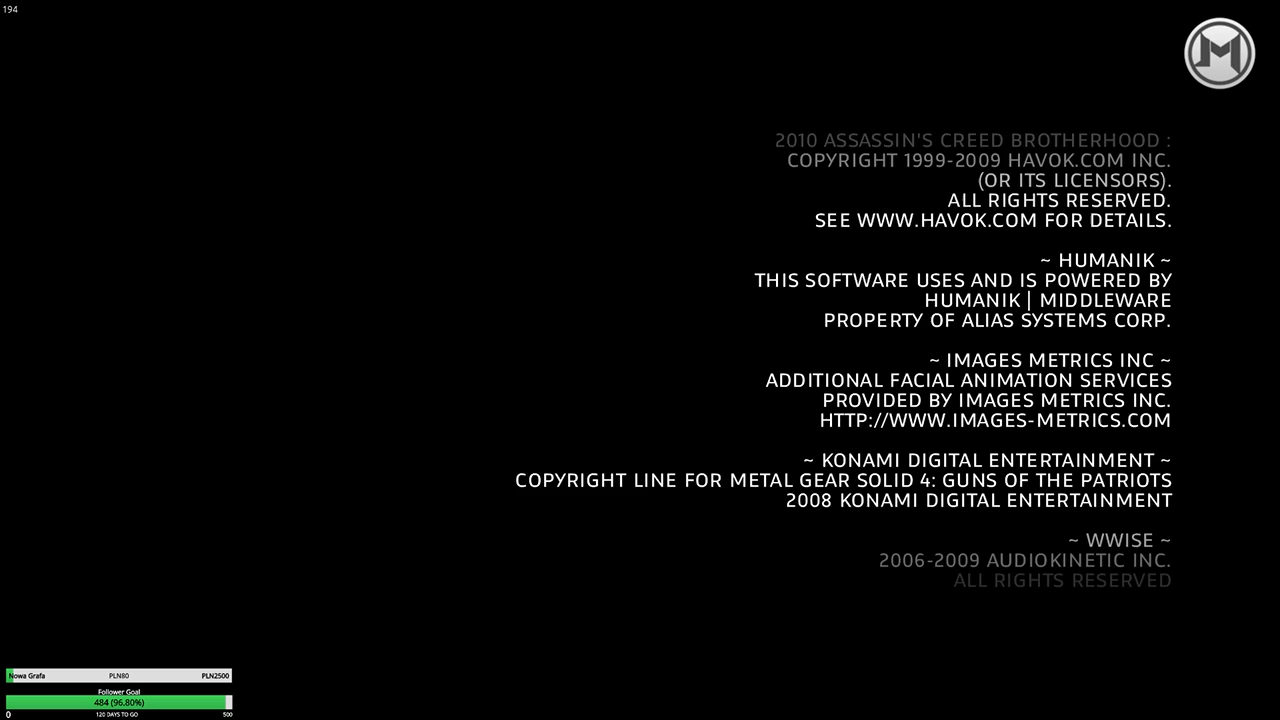 194
M
2010 ASSASSIN'S CREED BROTHERHOOD :
COPYRIGHT 1999-2009 HAVOK.COM INC.
(OR ITS LICENSORS).
ALL RIGHTS RESERVED.
SEE WWW.HAVOK.COM FOR DETAILS.
~ HUMANIK ~
THIS SOFTWARE USES AND IS POWERED BY
HUMANIK | MIDDLEWARE
PROPERTY OF ALIAS SYSTEMS CORP.
~ IMAGES METRICS INC ~
ADDITIONAL FACIAL ANIMATION SERVICES
PROVIDED BY IMAGES METRICS INC.
HTTP://WWW.IMAGES-METRICS.COM
~ KONAMI DIGITAL ENTERTAINMENT ~
COPYRIGHT LINE FOR METAL GEAR SOLID 4: GUNS OF THE PATRIOTS
2008 KONAMI DIGITAL ENTERTAINMENT
~ WWISE ~
2006-2009 AUDIOKINETIC INC.
ALL RIGHTS RESERVED
Nowa Grafa PLN80 PLN2500
Follower Goal
484 (96.80%)
0 120 DAYS TO GO 500